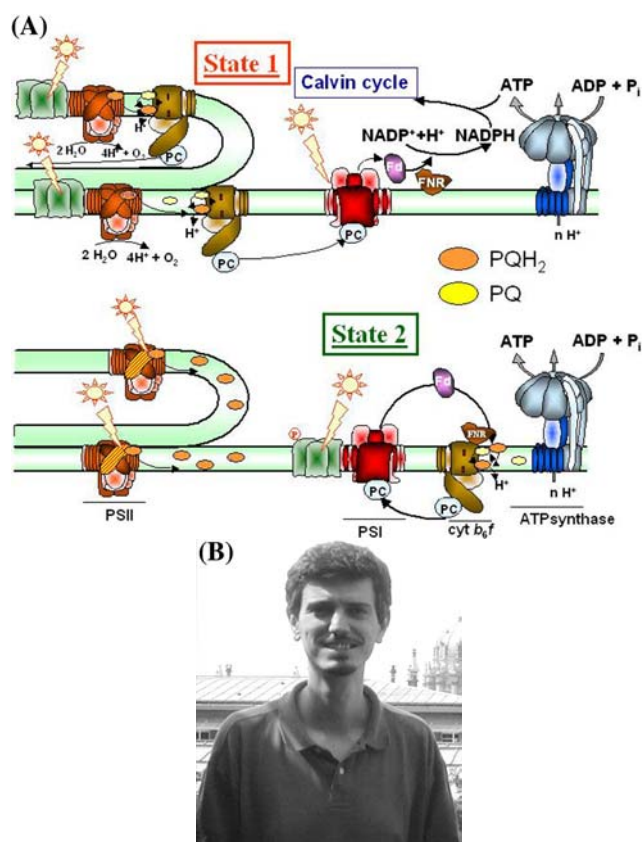 (A)
State 1
Calvin cycle
ATP
ADP + Pᵢ
NADP⁺+H⁺
NADPH
Fd
FNR
H⁺
PC
2 H₂O
4H⁺ + O₂
H⁺
2 H₂O
4H⁺ + O₂
PC
PC
n H⁺
PQH₂
PQ
State 2
ATP
ADP + Pᵢ
Fd
P
FNR
H⁺
PC
PC
n H⁺
PSII
PSI
cyt b₆f
ATPsynthase
(B)